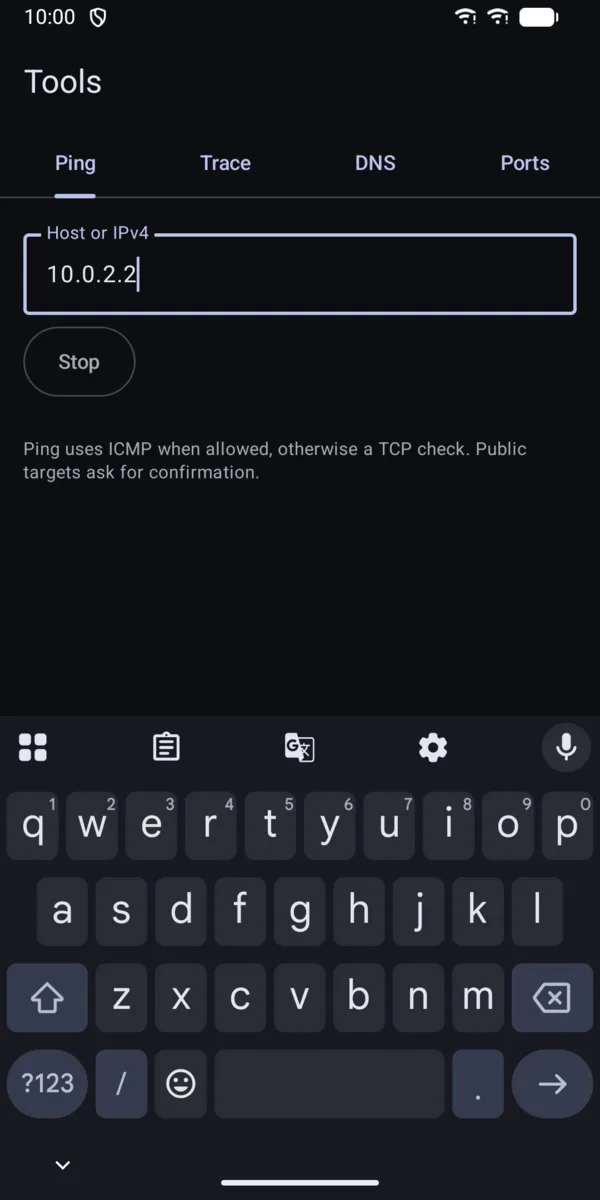 10:00
Tools
Ping Trace DNS Ports
Host or IPv4
10.0.2.2
Stop
Ping uses ICMP when allowed, otherwise a TCP check. Public
targets ask for confirmation.
G
1 2 3 4 5 6 7 8 9 0
q w e r t y u i o p
a s d f g h j k l
z x c v b n m
?123 / .